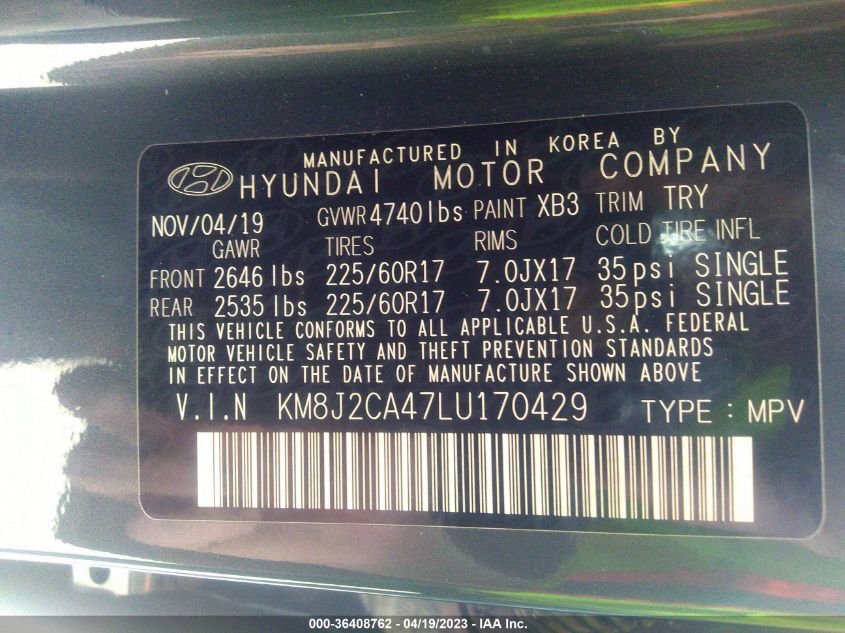 MANUFACTURED IN KOREA BY
HYUNDAI MOTOR COMPANY
NOV/04/19 GVWR 4740lbs PAINT XB3 TRIM TRY
GAWR TIRES RIMS COLD TIRE INFL
FRONT 2646 lbs 225/60R17 7.0JX17 35psi SINGLE
REAR 2535 lbs 225/60R17 7.0JX17 35psi SINGLE
THIS VEHICLE CONFORMS TO ALL APPLICABLE U.S.A. FEDERAL
MOTOR VEHICLE SAFETY AND THEFT PREVENTION STANDARDS
IN EFFECT ON THE DATE OF MANUFACTURE SHOWN ABOVE
V.I.N KM8J2CA47LU170429 TYPE : MPV
000-36408762 - 04/19/2023 - IAA Inc.